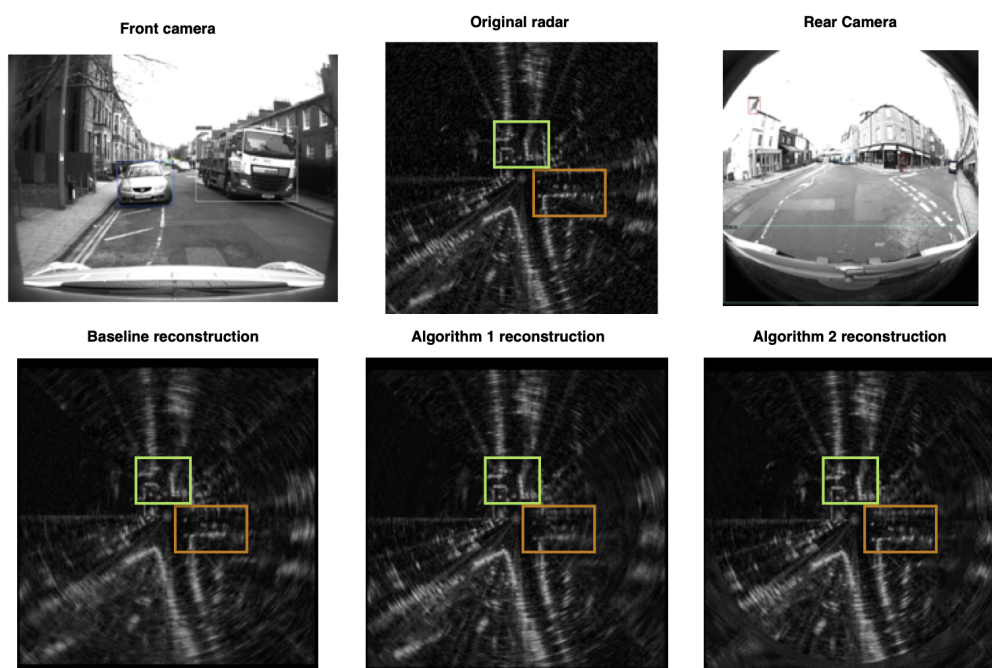 Front camera
Original radar
Rear Camera
Baseline reconstruction
Algorithm 1 reconstruction
Algorithm 2 reconstruction